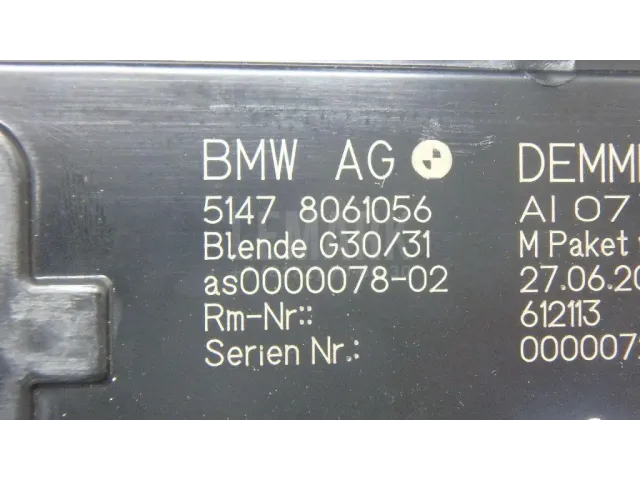 BMW AG DEMM
5147 8061056 AI 07
Blende G30/31 M Paket
as0000078-02 27.06.20
Rm-Nr:: 612113
Serien Nr.: 000007